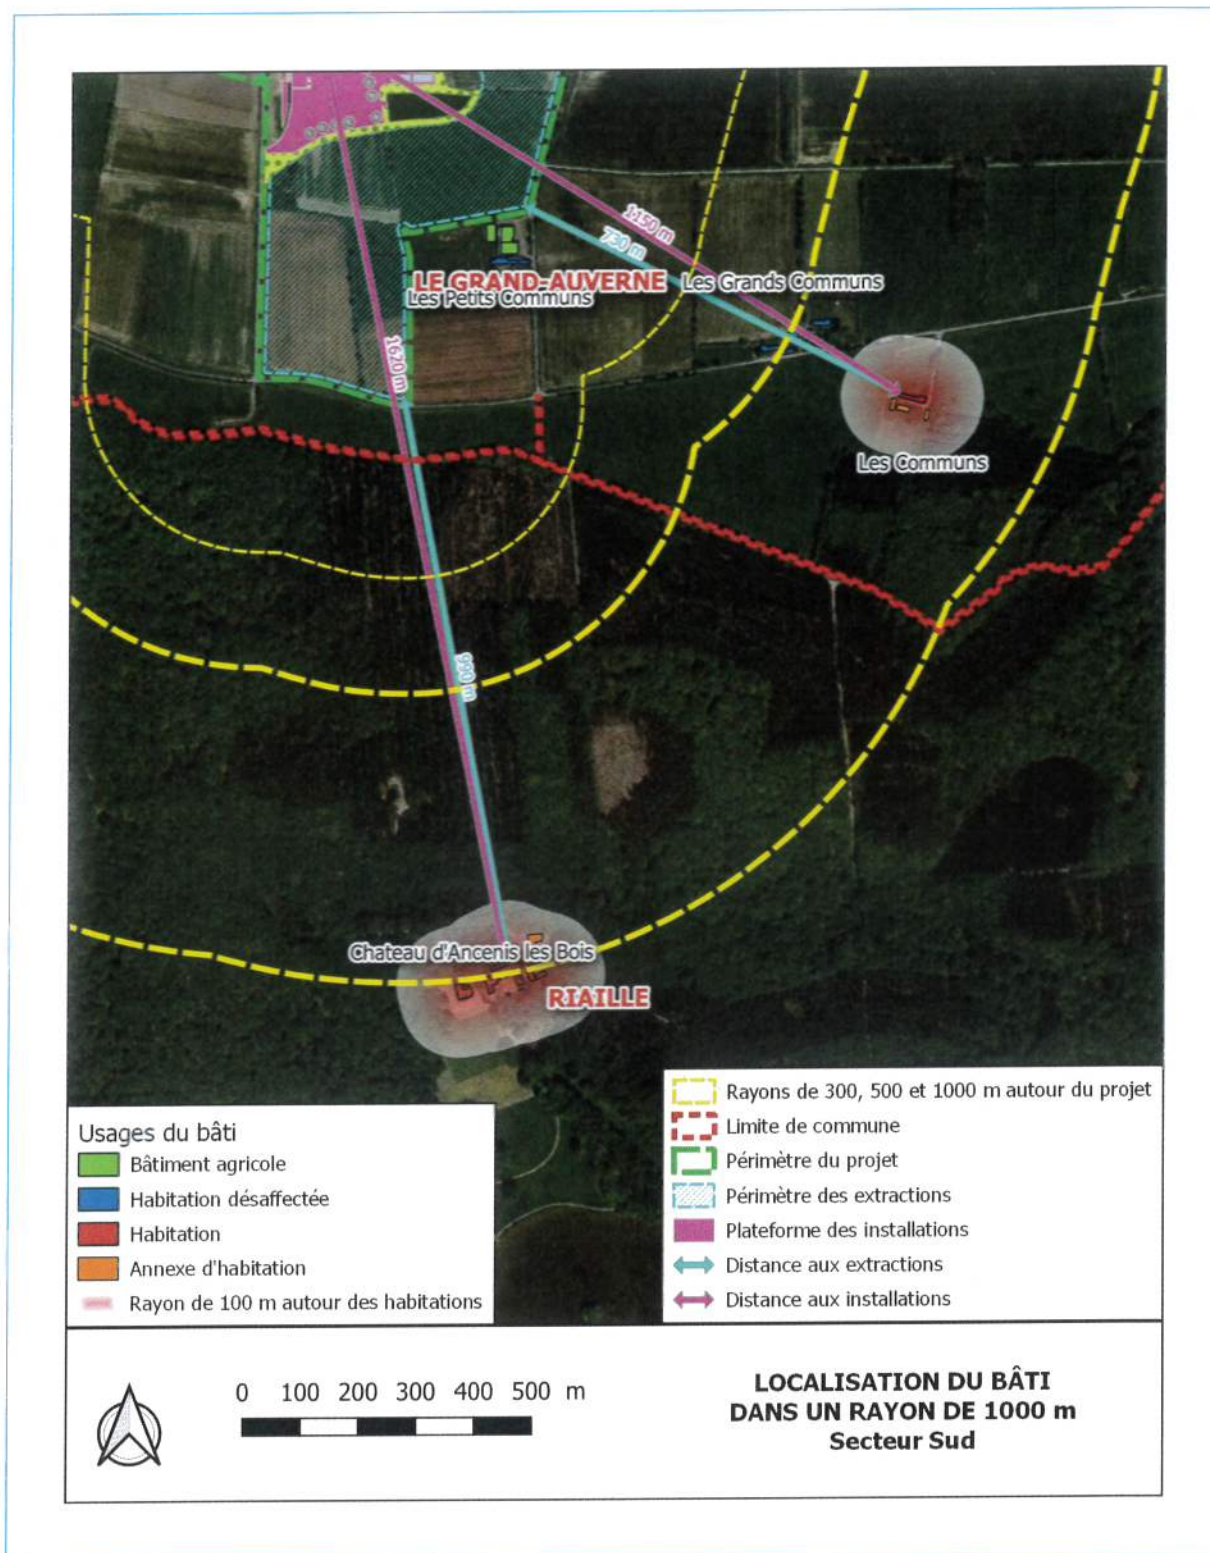 1150 m
730 m
LE GRAND-AUVERNE
Les Grands Communs
Les Petits Communs
1620 m
Les Communs
990 m
Chateau d'Ancenis les Bois
RIAILLE
Usages du bâti
Bâtiment agricole
Habitation désaffectée
Habitation
Annexe d'habitation
Rayon de 100 m autour des habitations
Rayons de 300, 500 et 1000 m autour du projet
Limite de commune
Périmètre du projet
Périmètre des extractions
Plateforme des installations
Distance aux extractions
Distance aux installations
0 100 200 300 400 500 m
LOCALISATION DU BÂTI
DANS UN RAYON DE 1000 m
Secteur Sud